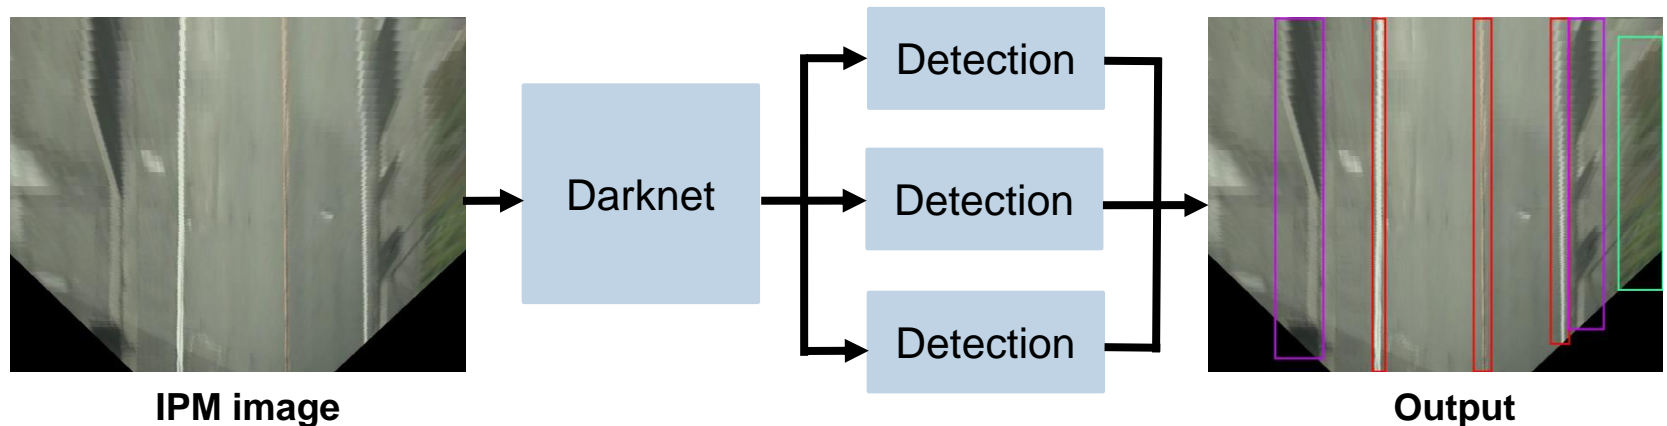 Darknet
Detection
Detection
Detection
IPM image
Output